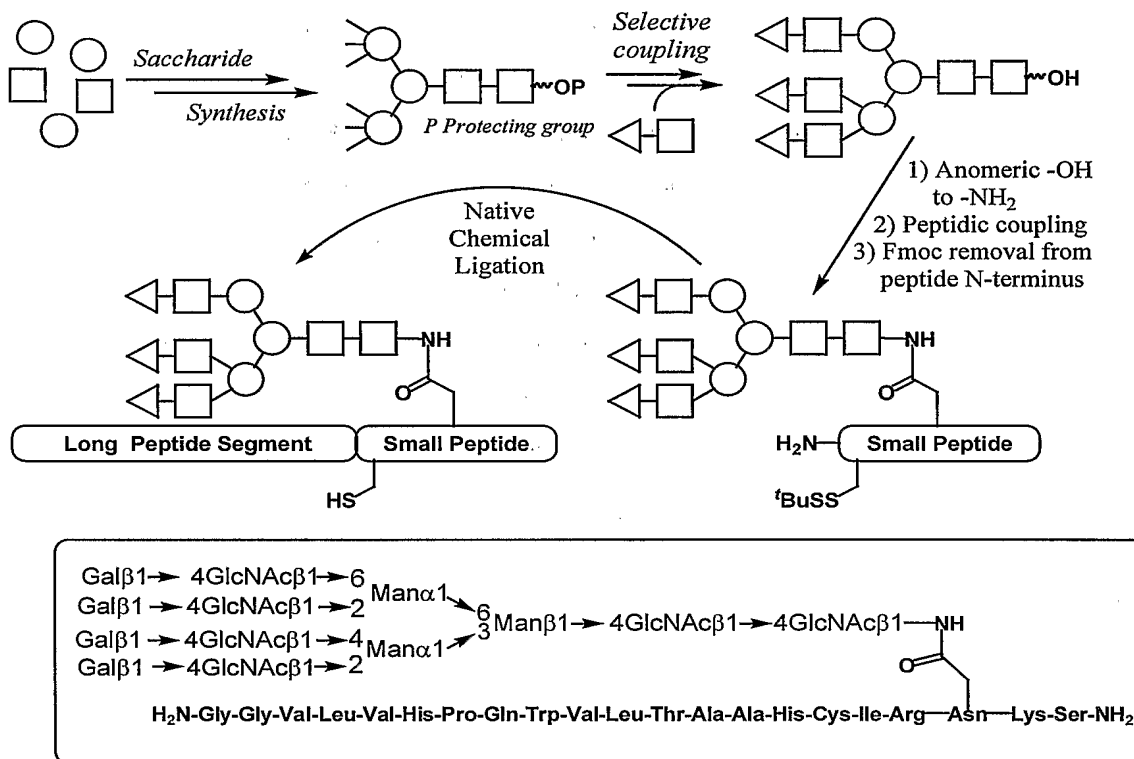 Saccharide
Synthesis
OP
P Protecting group
Selective
coupling
OH
1) Anomeric -OH
to -NH₂
2) Peptidic coupling
3) Fmoc removal from
peptide N-terminus
Native
Chemical
Ligation
NH
O
Long Peptide Segment
Small Peptide
HS
NH
O
H₂N
Small Peptide
ᵗBuSS
Galβ1→4GlcNAcβ1→6
Galβ1→4GlcNAcβ1→2
Manα1
Galβ1→4GlcNAcβ1→4
Galβ1→4GlcNAcβ1→2
Manα1
6
3
Manβ1→4GlcNAcβ1→4GlcNAcβ1—NH
O
H₂N-Gly-Gly-Val-Leu-Val-His-Pro-Gln-Trp-Val-Leu-Thr-Ala-Ala-His-Cys-Ile-Arg—Asn—Lys-Ser-NH₂